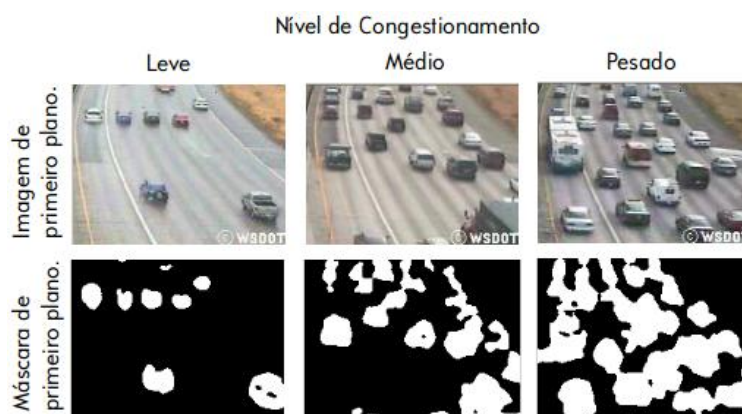 Nível de Congestionamento
Leve
Médio
Pesado
Imagem de
primeiro plano.
© WSDOT
© WSDOT
© WSDOT
Máscara de
primeiro plano.